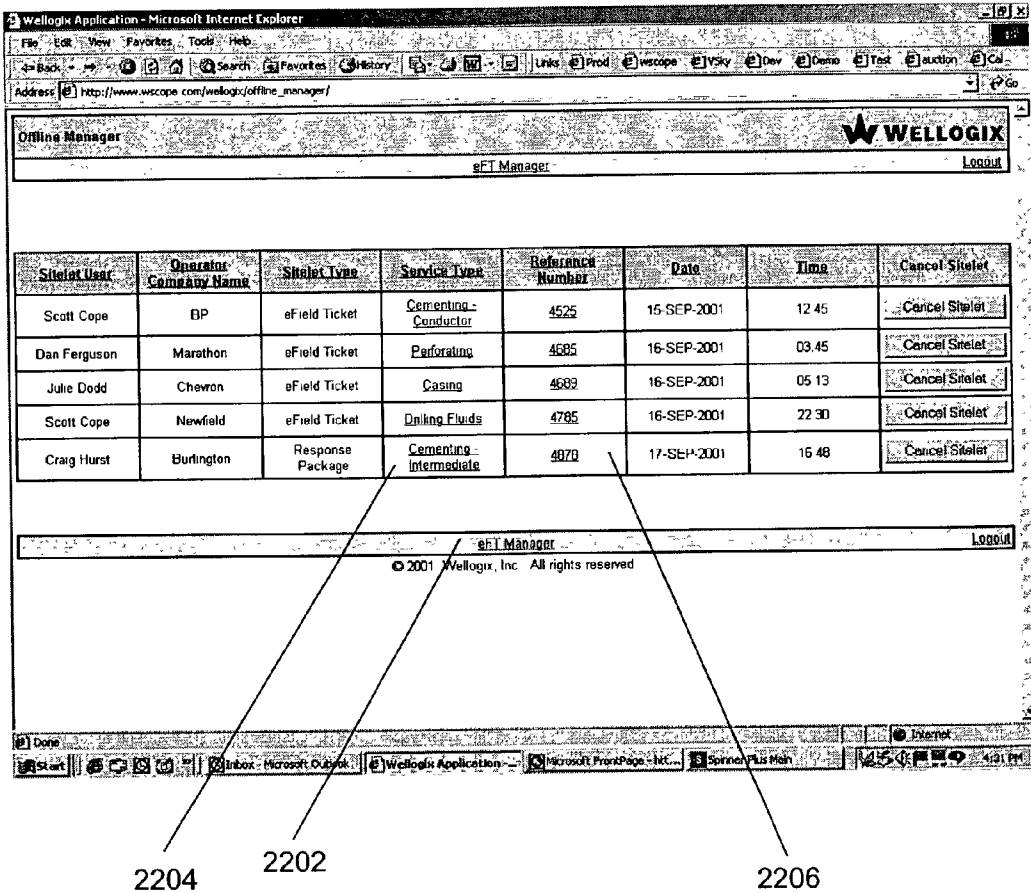 Wellogix Application - Microsoft Internet Explorer
File Edit View Favorites Tools Help
Back Search Favorites History Links Prod wscope VSky Dev Demo Test auction Cal
Address http://www.wscope com/wellogix/offline_manager/ Go
Offline Manager WELLOGIX
eFT Manager Logout
Sitelet User Operator Company Name Sitelet Type Service Type Reference Number Date Time Cancel Sitelet
Scott Cope BP eField Ticket Cementing - Conductor 4525 15-SEP-2001 12 45 Cancel Sitelet
Dan Ferguson Marathon eField Ticket Perforating 4685 16-SEP-2001 03.45 Cancel Sitelet
Julie Dodd Chevron eField Ticket Casing 4689 16-SEP-2001 05 13 Cancel Sitelet
Scott Cope Newfield eField Ticket Drilling Fluids 4785 16-SEP-2001 22 30 Cancel Sitelet
Craig Hurst Burlington Response Package Cementing - Intermediate 4878 17-SEP-2001 16 48 Cancel Sitelet
eFT Manager Logout
© 2001 Wellogix, Inc All rights reserved
Done Internet
Start Inbox - Microsoft Outlook Wellogix Application - ... Microsoft FrontPage - htt... Spinner Plus Main 4:31 PM
2204 2202 2206